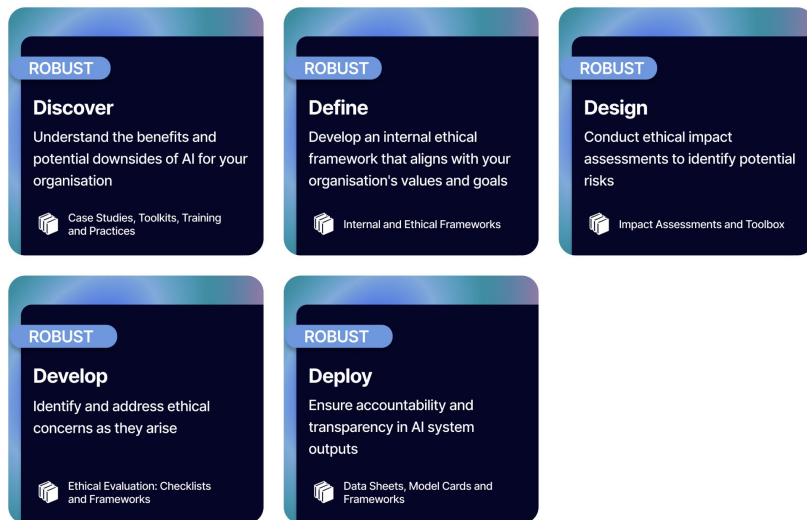 ROBUST
Discover
Understand the benefits and
potential downsides of AI for your
organisation
Case Studies, Toolkits, Training
and Practices
ROBUST
Define
Develop an internal ethical
framework that aligns with your
organisation's values and goals
Internal and Ethical Frameworks
ROBUST
Design
Conduct ethical impact
assessments to identify potential
risks
Impact Assessments and Toolbox
ROBUST
Develop
Identify and address ethical
concerns as they arise
Ethical Evaluation: Checklists
and Frameworks
ROBUST
Deploy
Ensure accountability and
transparency in AI system
outputs
Data Sheets, Model Cards and
Frameworks